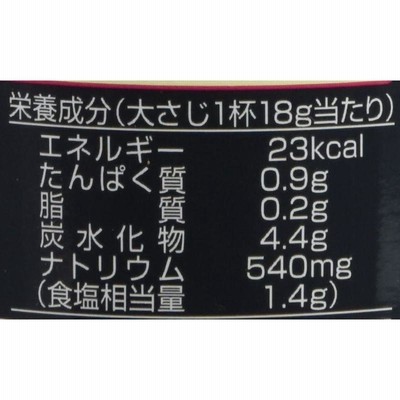 栄養成分(大さじ1杯18g当たり)
エネルギー 23kcal
たんぱく質 0.9g
脂質 0.2g
炭水化物 4.4g
ナトリウム 540mg
(食塩相当量 1.4g)